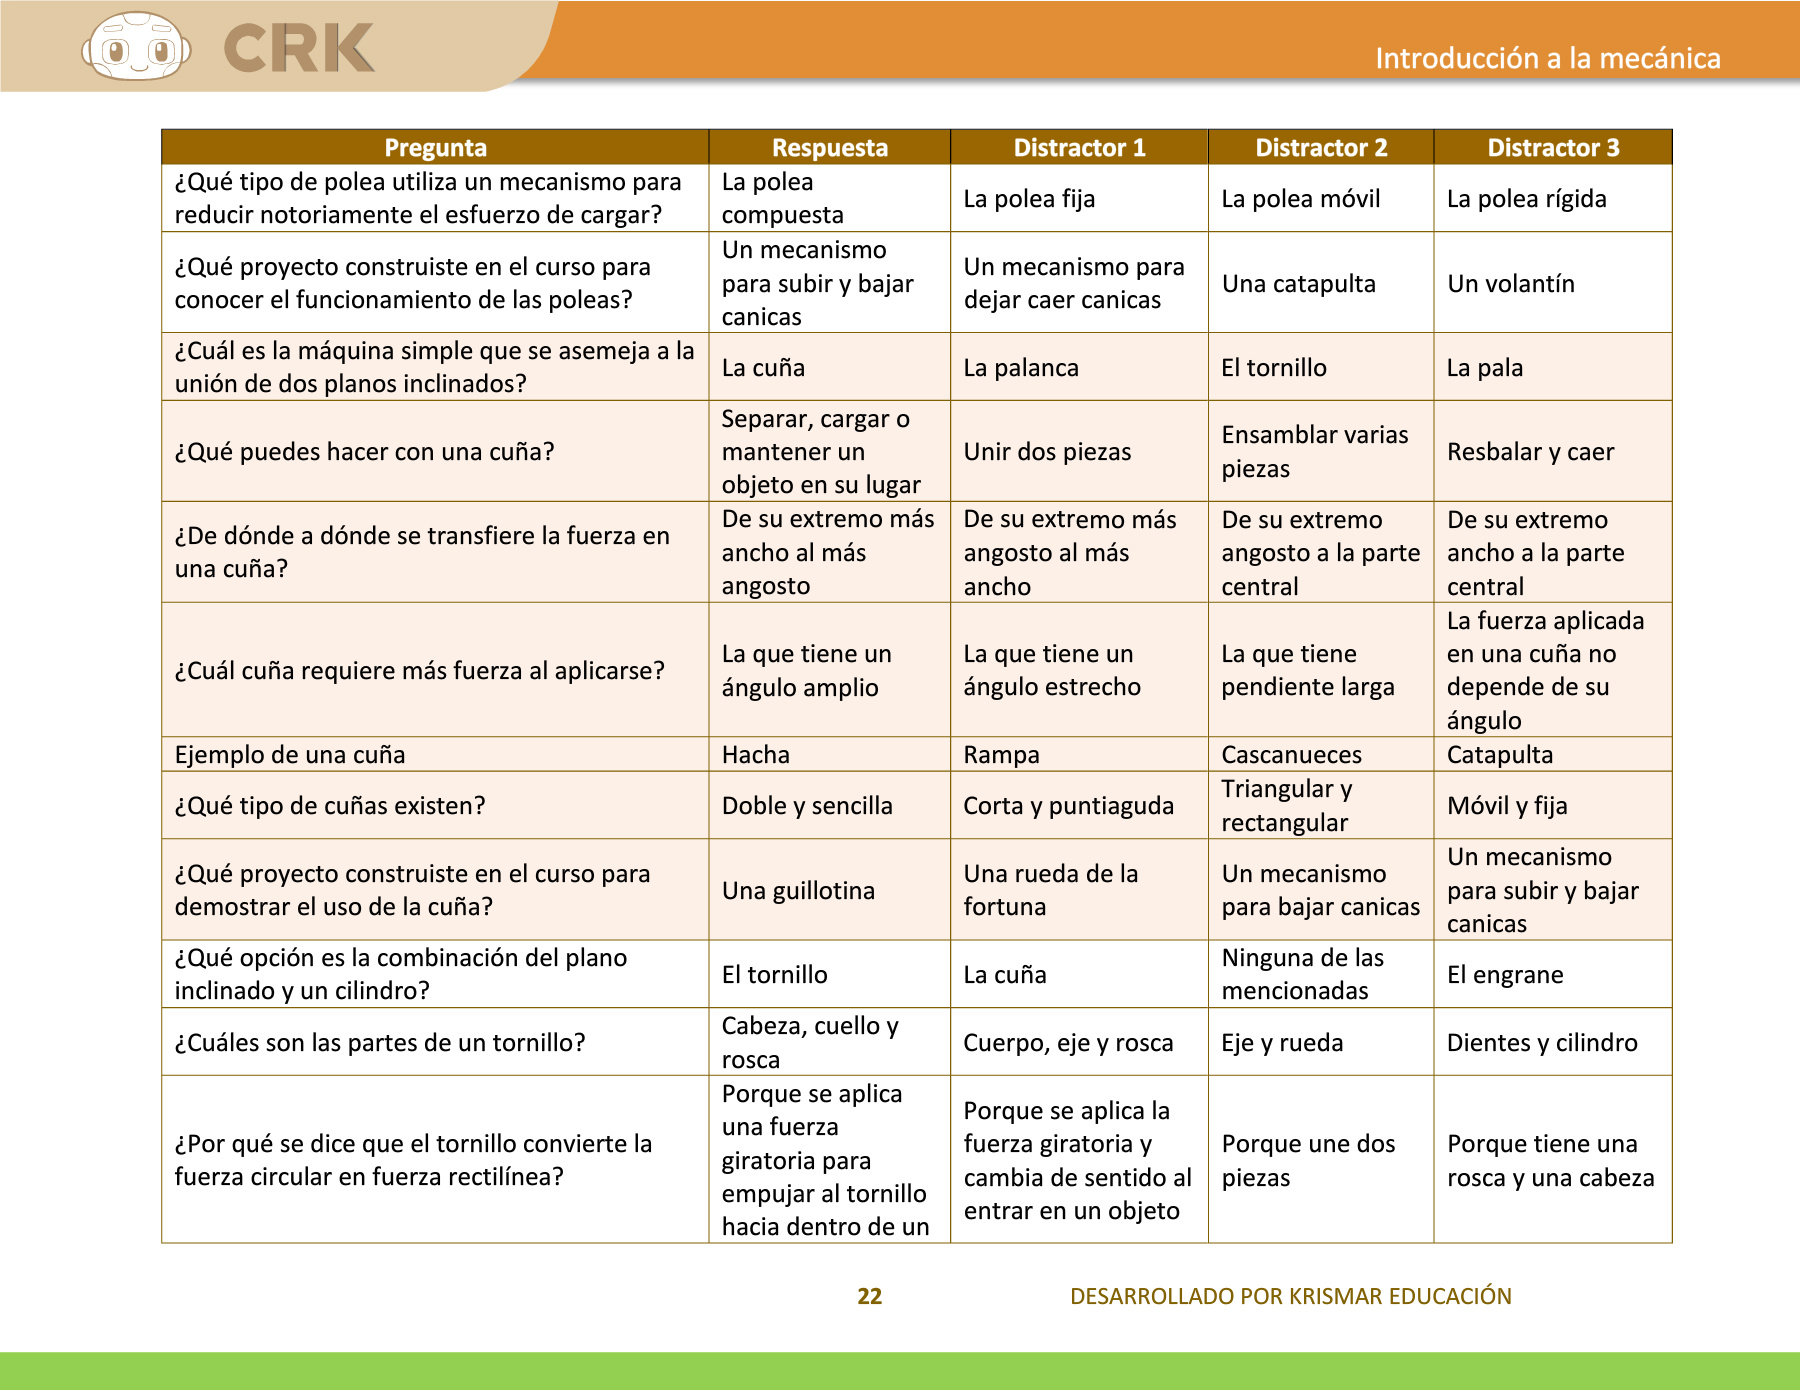 CRK
Introducción a la mecánica
Pregunta Respuesta Distractor 1 Distractor 2 Distractor 3
¿Qué tipo de polea utiliza un mecanismo para
reducir notoriamente el esfuerzo de cargar?
La polea
compuesta
La polea fija
La polea móvil
La polea rígida
¿Qué proyecto construiste en el curso para
conocer el funcionamiento de las poleas?
Un mecanismo
para subir y bajar
canicas
Un mecanismo para
dejar caer canicas
Una catapulta
Un volantín
¿Cuál es la máquina simple que se asemeja a la
unión de dos planos inclinados?
La cuña
La palanca
El tornillo
La pala
¿Qué puedes hacer con una cuña?
Separar, cargar o
mantener un
objeto en su lugar
Unir dos piezas
Ensamblar varias
piezas
Resbalar y caer
¿De dónde a dónde se transfiere la fuerza en
una cuña?
De su extremo más
ancho al más
angosto
De su extremo más
angosto al más
ancho
De su extremo
angosto a la parte
central
De su extremo
ancho a la parte
central
¿Cuál cuña requiere más fuerza al aplicarse?
La que tiene un
ángulo amplio
La que tiene un
ángulo estrecho
La que tiene
pendiente larga
La fuerza aplicada
en una cuña no
depende de su
ángulo
Ejemplo de una cuña
Hacha
Rampa
Cascanueces
Catapulta
¿Qué tipo de cuñas existen?
Doble y sencilla
Corta y puntiaguda
Triangular y
rectangular
Móvil y fija
¿Qué proyecto construiste en el curso para
demostrar el uso de la cuña?
Una guillotina
Una rueda de la
fortuna
Un mecanismo
para bajar canicas
Un mecanismo
para subir y bajar
canicas
¿Qué opción es la combinación del plano
inclinado y un cilindro?
El tornillo
La cuña
Ninguna de las
mencionadas
El engrane
¿Cuáles son las partes de un tornillo?
Cabeza, cuello y
rosca
Cuerpo, eje y rosca
Eje y rueda
Dientes y cilindro
¿Por qué se dice que el tornillo convierte la
fuerza circular en fuerza rectilínea?
Porque se aplica
una fuerza
giratoria para
empujar al tornillo
hacia dentro de un
Porque se aplica la
fuerza giratoria y
cambia de sentido al
entrar en un objeto
Porque une dos
piezas
Porque tiene una
rosca y una cabeza
22
DESARROLLADO POR KRISMAR EDUCACIÓN